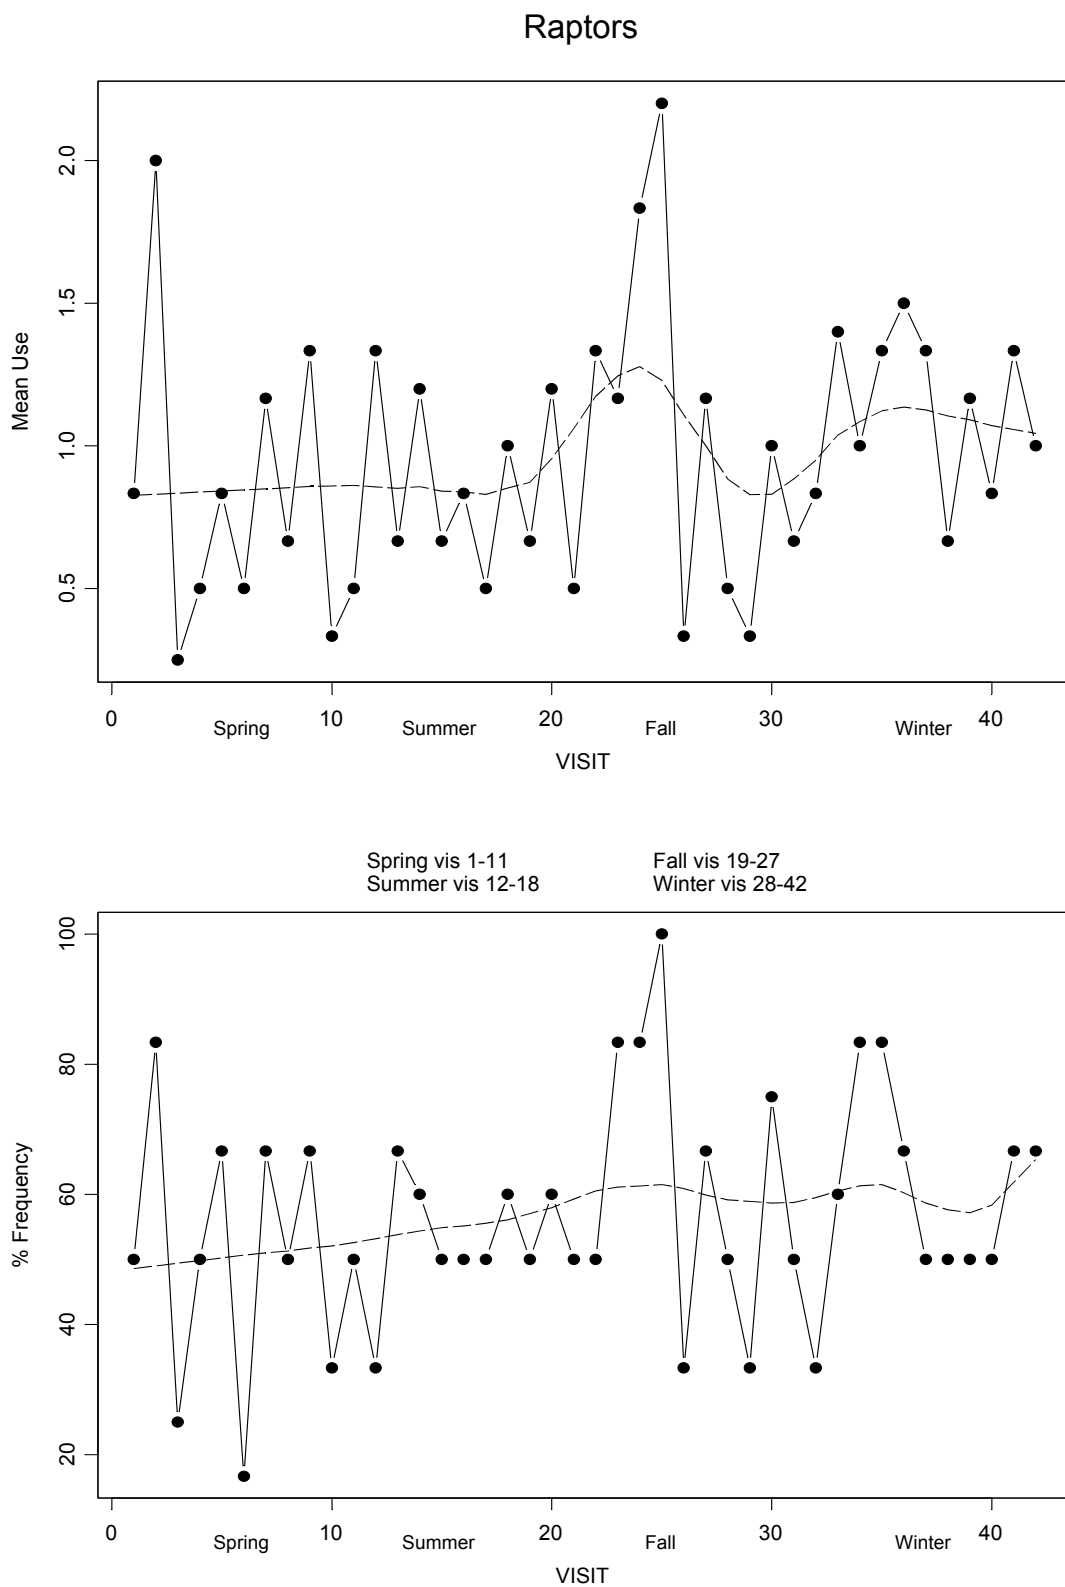 Raptors
Mean Use
2.0
1.5
1.0
0.5
0 10 20 30 40
Spring Summer Fall Winter
VISIT
Spring vis 1-11 Fall vis 19-27
Summer vis 12-18 Winter vis 28-42
% Frequency
100
80
60
40
20
0 10 20 30 40
Spring Summer Fall Winter
VISIT